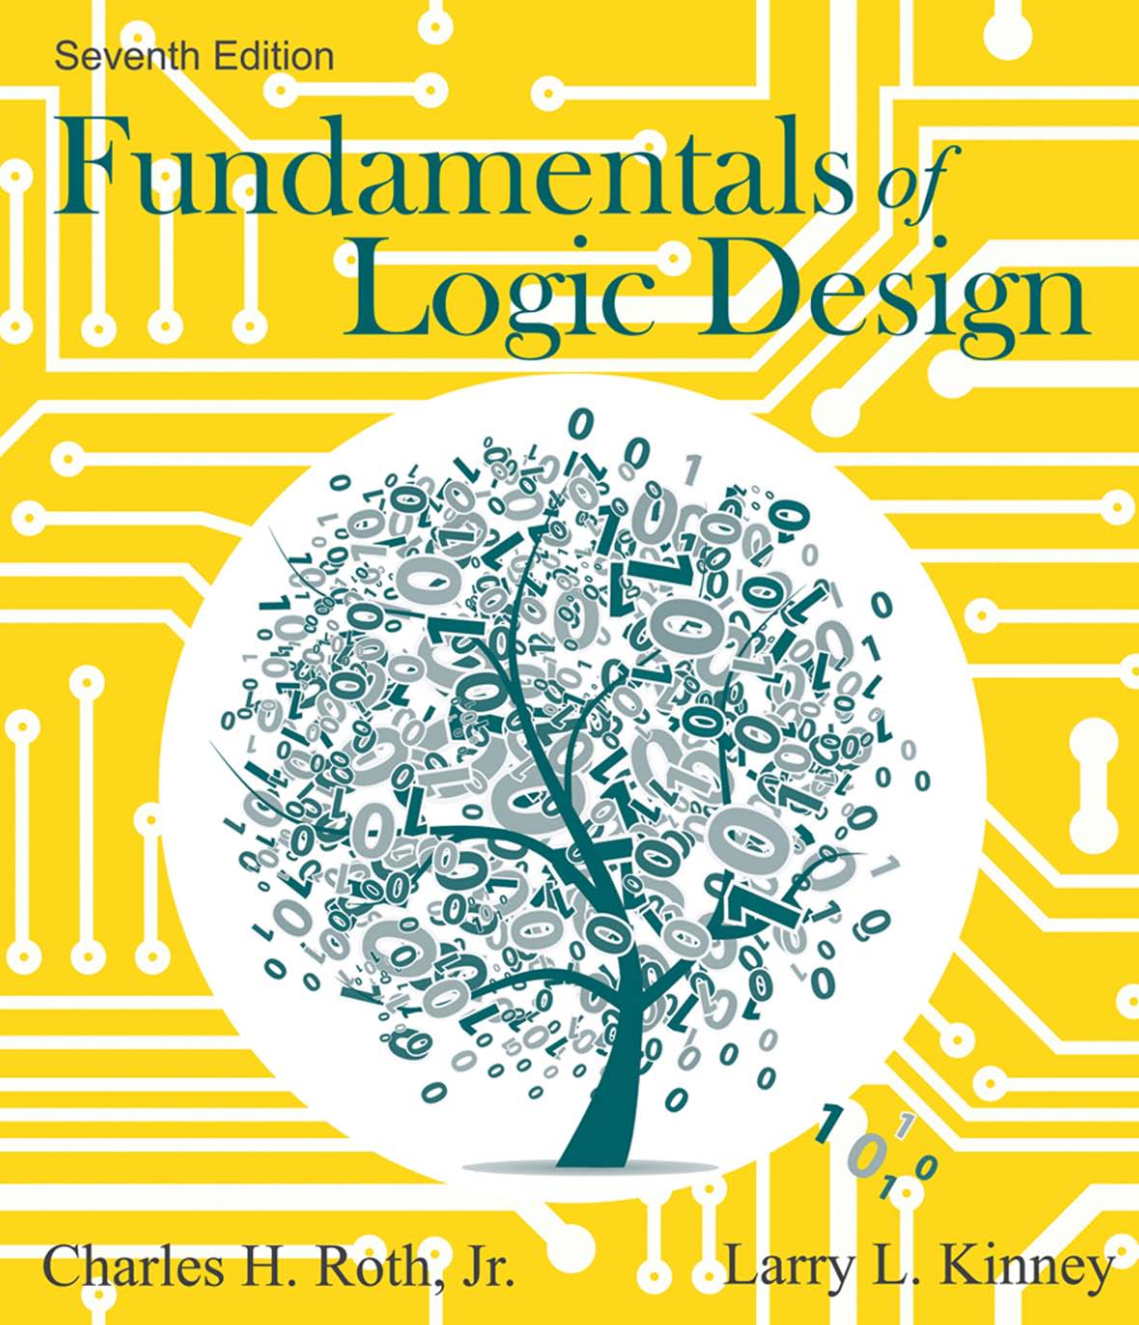 Seventh Edition
Fundamentals of
Logic Design
Charles H. Roth, Jr.
Larry L. Kinney